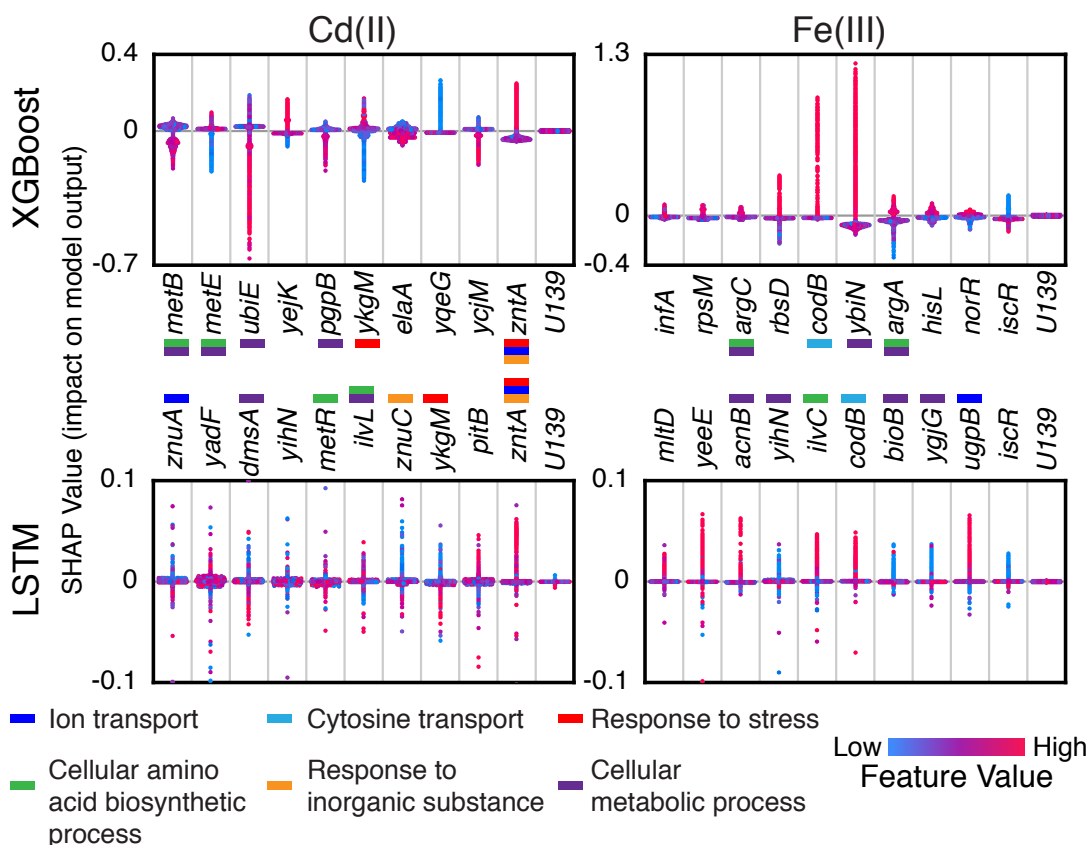 Cd(II)
Fe(III)
XGBoost
LSTM
SHAP Value (impact on model output)
0.4
0
-0.7
1.3
0
-0.4
metB
metE
ubiE
yejK
pgpB
ykgM
elaA
yqeG
ycjM
zntA
U139
infA
rpsM
argC
rbsD
codB
ybiN
argA
hisL
norR
iscR
U139
znuA
yadF
dmsA
yihN
metR
ilvL
znuC
ykgM
pitB
zntA
U139
mltD
yeeE
acnB
yihN
ilvC
codB
bioB
ygjG
ugpB
iscR
U139
0.1
0
-0.1
0.1
0
-0.1
Ion transport
Cytosine transport
Response to stress
Cellular amino
acid biosynthetic
process
Response to
inorganic substance
Cellular
metabolic process
Low
High
Feature Value